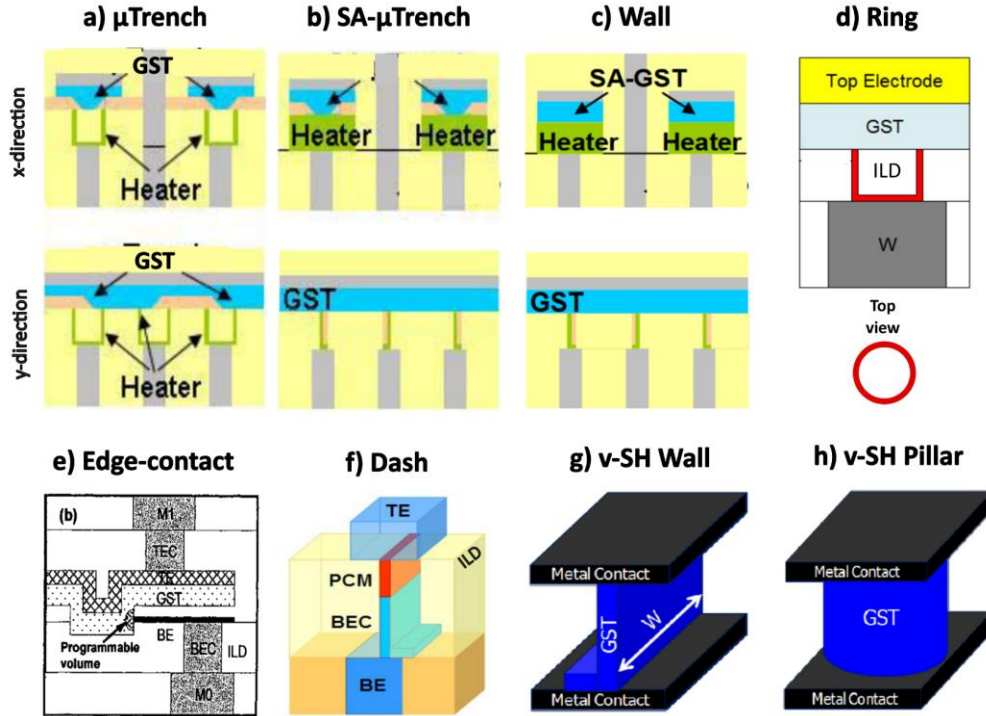 a) μTrench
b) SA-μTrench
c) Wall
d) Ring
x-direction
GST
Heater
Heater
Heater
SA-GST
Heater
Heater
Top Electrode
GST
ILD
W
Top
view
y-direction
GST
Heater
GST
GST
e) Edge-contact
f) Dash
g) v-SH Wall
h) v-SH Pillar
(b)
M1
TEC
TE
GST
BE
Programmable
volume
BEC
ILD
M0
TE
ILD
PCM
BEC
BE
Metal Contact
GST
W
Metal Contact
Metal Contact
GST
Metal Contact